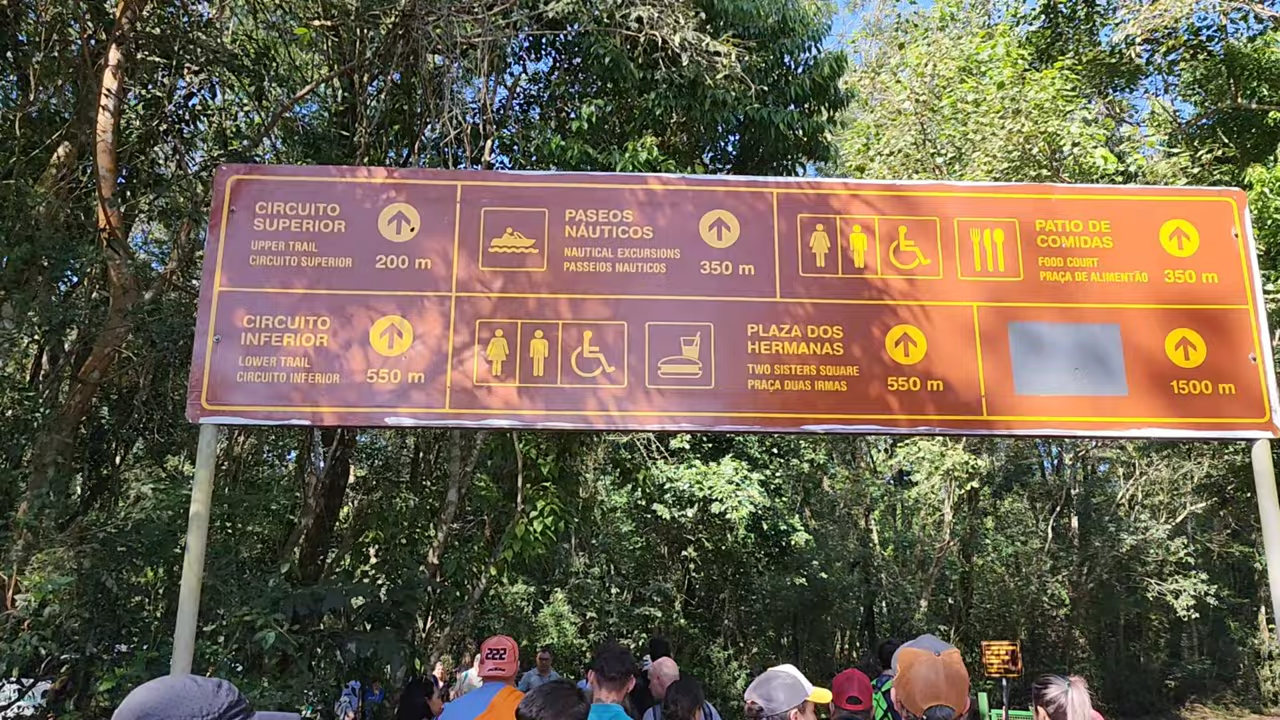 CIRCUITO
SUPERIOR
UPPER TRAIL
CIRCUITO SUPERIOR
200 m
PASEOS
NÁUTICOS
NAUTICAL EXCURSIONS
PASSEIOS NAUTICOS
350 m
PATIO DE
COMIDAS
FOOD COURT
PRAÇA DE ALIMENTÃO
350 m
CIRCUITO
INFERIOR
LOWER TRAIL
CIRCUITO INFERIOR
550 m
PLAZA DOS
HERMANAS
TWO SISTERS SQUARE
PRAÇA DUAS IRMAS
550 m
1500 m
222